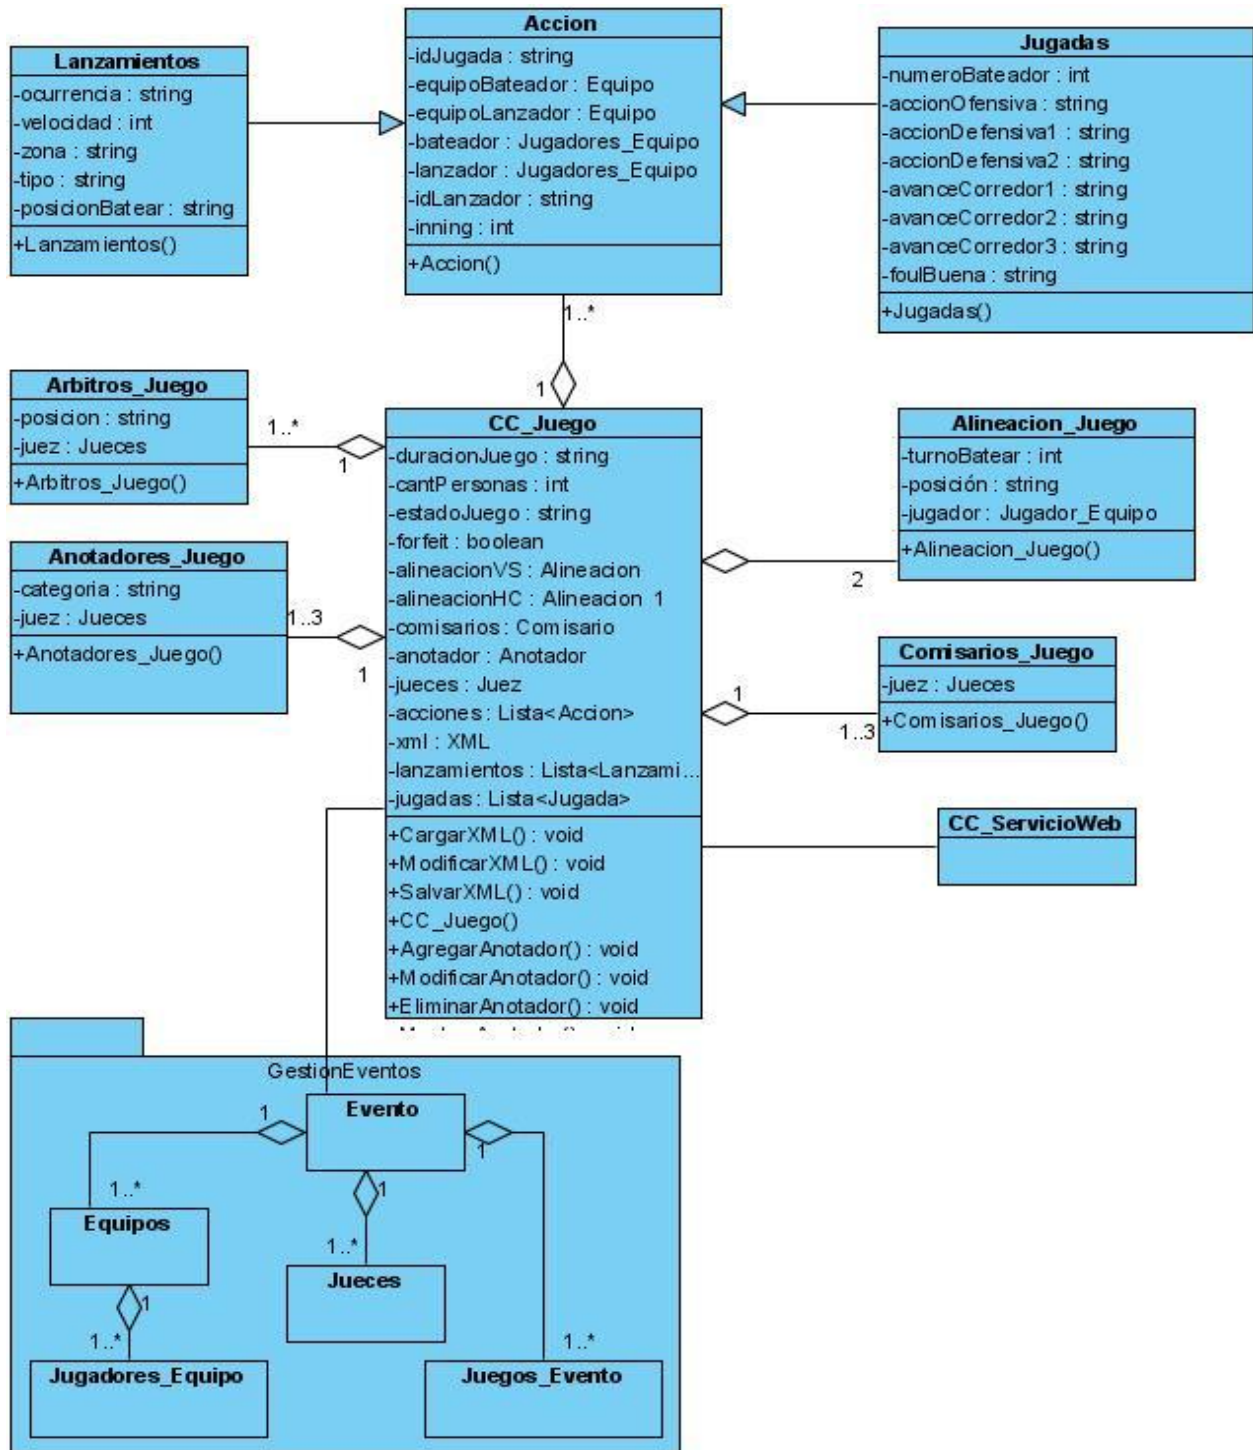 Lanzamientos
-ocurrencia : string
-velocidad : int
-zona : string
-tipo : string
-posicionBatear : string
+Lanzamientos()
Accion
-idJugada : string
-equipoBateador : Equipo
-equipoLanzador : Equipo
-bateador : Jugadores_Equipo
-lanzador : Jugadores_Equipo
-idLanzador : string
-inning : int
+Accion()
Jugadas
-numeroBateador : int
-accionOfensiva : string
-accionDefensiva1 : string
-accionDefensiva2 : string
-avanceCorredor1 : string
-avanceCorredor2 : string
-avanceCorredor3 : string
-foulBuena : string
+Jugadas()
1..*
1
Arbitros_Juego
-posicion : string
-juez : Jueces
+Arbitros_Juego()
1..*
1
Anotadores_Juego
-categoria : string
-juez : Jueces
+Anotadores_Juego()
1..3
1
CC_Juego
-duracionJuego : string
-cantPersonas : int
-estadoJuego : string
-forfeit : boolean
-alineacionVS : Alineacion
-alineacionHC : Alineacion_1
-comisarios : Comisario
-anotador : Anotador
-jueces : Juez
-acciones : Lista<Accion>
-xml : XML
-lanzamientos : Lista<Lanzami...
-jugadas : Lista<Jugada>
+CargarXML() : void
+ModificarXML() : void
+SalvarXML() : void
+CC_Juego()
+AgregarAnotador() : void
+ModificarAnotador() : void
+EliminarAnotador() : void
Alineacion_Juego
-turnoBatear : int
-posición : string
-jugador : Jugador_Equipo
+Alineacion_Juego()
2
Comisarios_Juego
-juez : Jueces
+Comisarios_Juego()
1
1..3
CC_ServicioWeb
GestionEventos
Evento
1
1
1
1..*
Equipos
1..*
Jueces
1
1..*
Jugadores_Equipo
1..*
Juegos_Evento